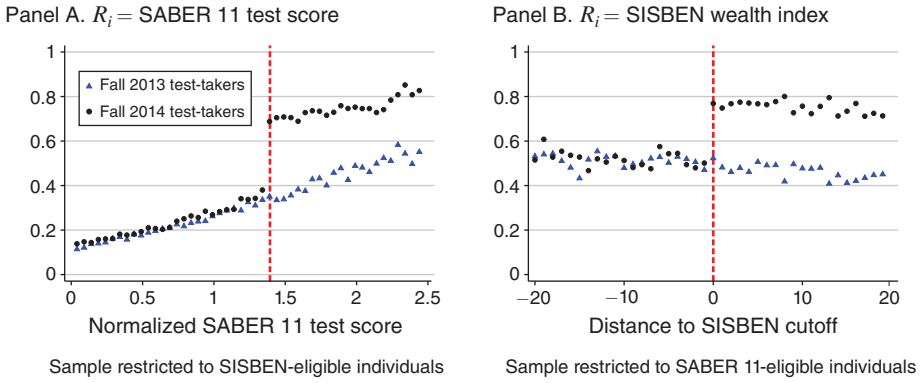 Panel A. R_i = SABER 11 test score
1
0.8
0.6
0.4
0.2
0
Fall 2013 test-takers
Fall 2014 test-takers
0 0.5 1 1.5 2 2.5
Normalized SABER 11 test score
Sample restricted to SISBEN-eligible individuals
Panel B. R_i = SISBEN wealth index
1
0.8
0.6
0.4
0.2
0
−20 −10 0 10 20
Distance to SISBEN cutoff
Sample restricted to SABER 11-eligible individuals